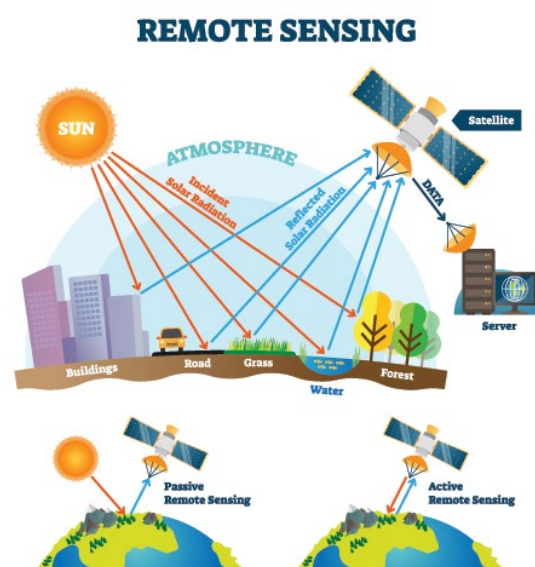 REMOTE SENSING
SUN
ATMOSPHERE
Satellite
Incident
Solar Radiation
Reflected
Solar Radiation
DATA
Server
Buildings
Road
Grass
Water
Forest
Passive
Remote Sensing
Active
Remote Sensing